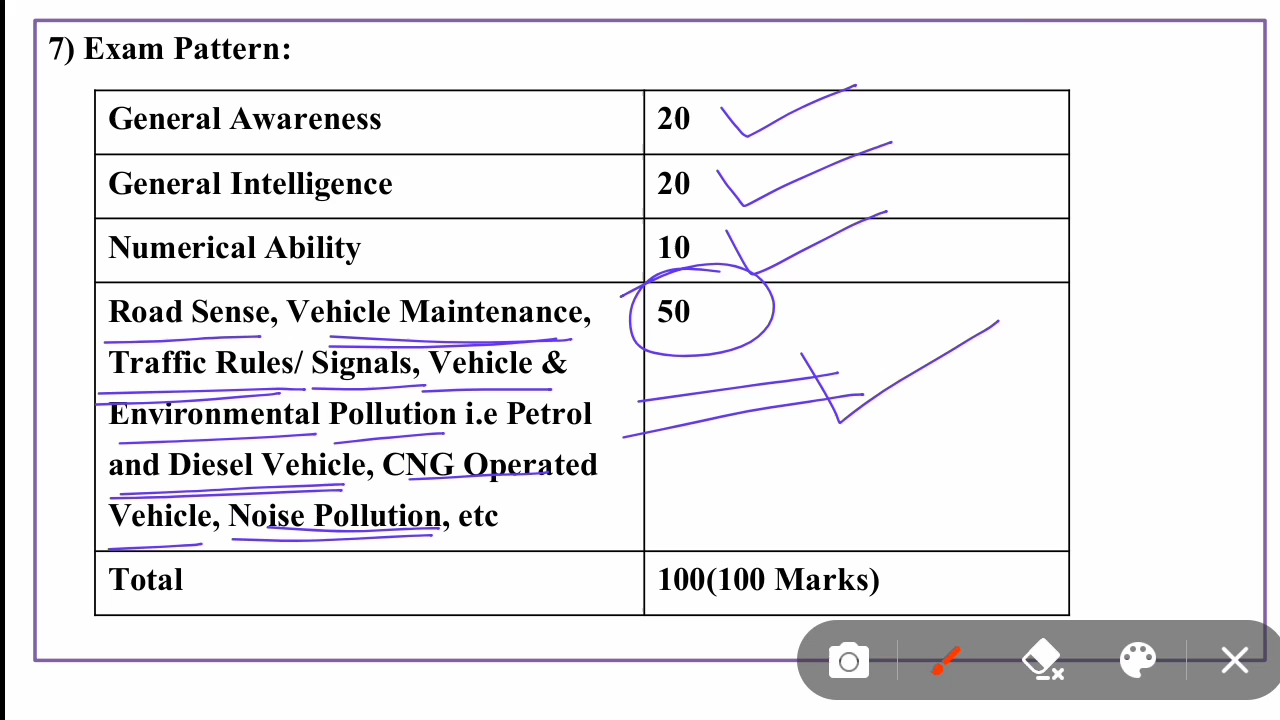 7) Exam Pattern:
General Awareness 20
General Intelligence 20
Numerical Ability 10
Road Sense, Vehicle Maintenance, 50
Traffic Rules/ Signals, Vehicle &
Environmental Pollution i.e Petrol
and Diesel Vehicle, CNG Operated
Vehicle, Noise Pollution, etc
Total 100(100 Marks)